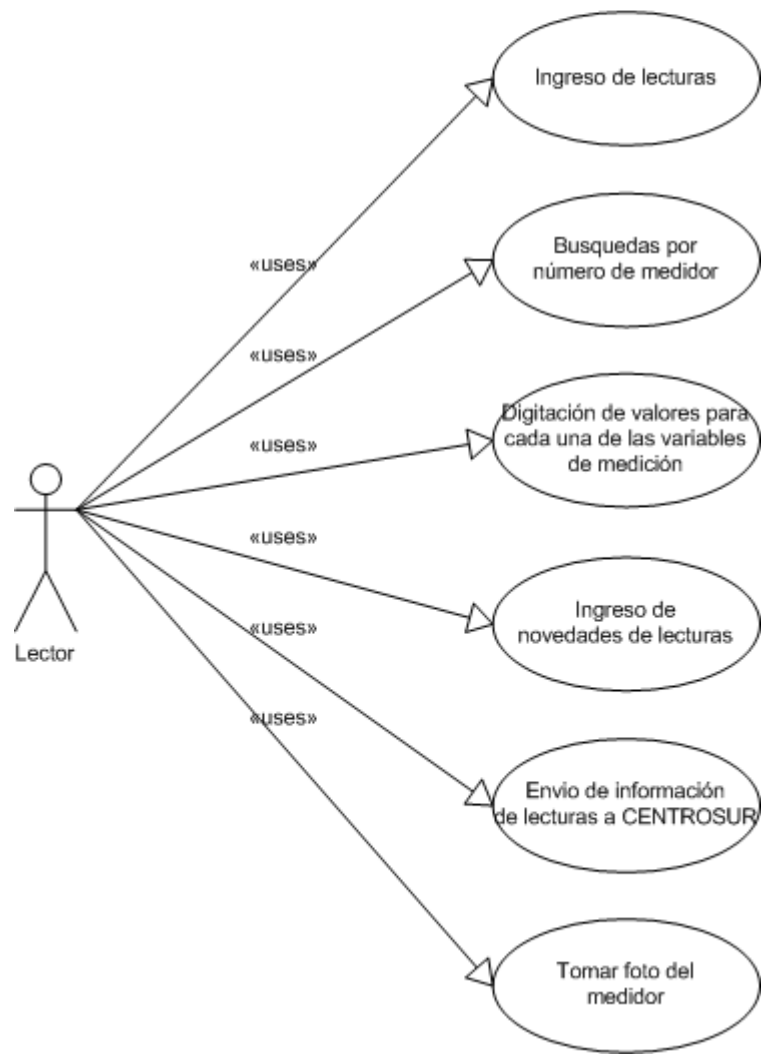 Ingreso de lecturas
«uses»
Busquedas por
número de medidor
«uses»
Digitación de valores para
cada una de las variables
de medición
«uses»
Lector
«uses»
Ingreso de
novedades de lecturas
«uses»
Envio de información
de lecturas a CENTROSUR
«uses»
Tomar foto del
medidor